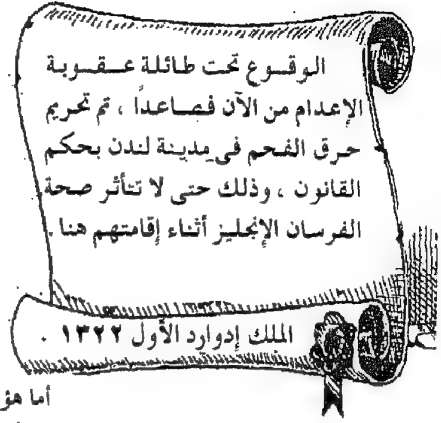 الوقوع تحت طائلة عقوبة
الإعدام من الآن فصاعداً ، تم تحريم
حرق الفحم فى مدينة لندن بحكم
القانون ، وذلك حتى لا تتأثر صحة
الفرسان الإنجليز أثناء إقامتهم هنا .
الملك إدوارد الأول ١٣٢٢ .
أما هؤ